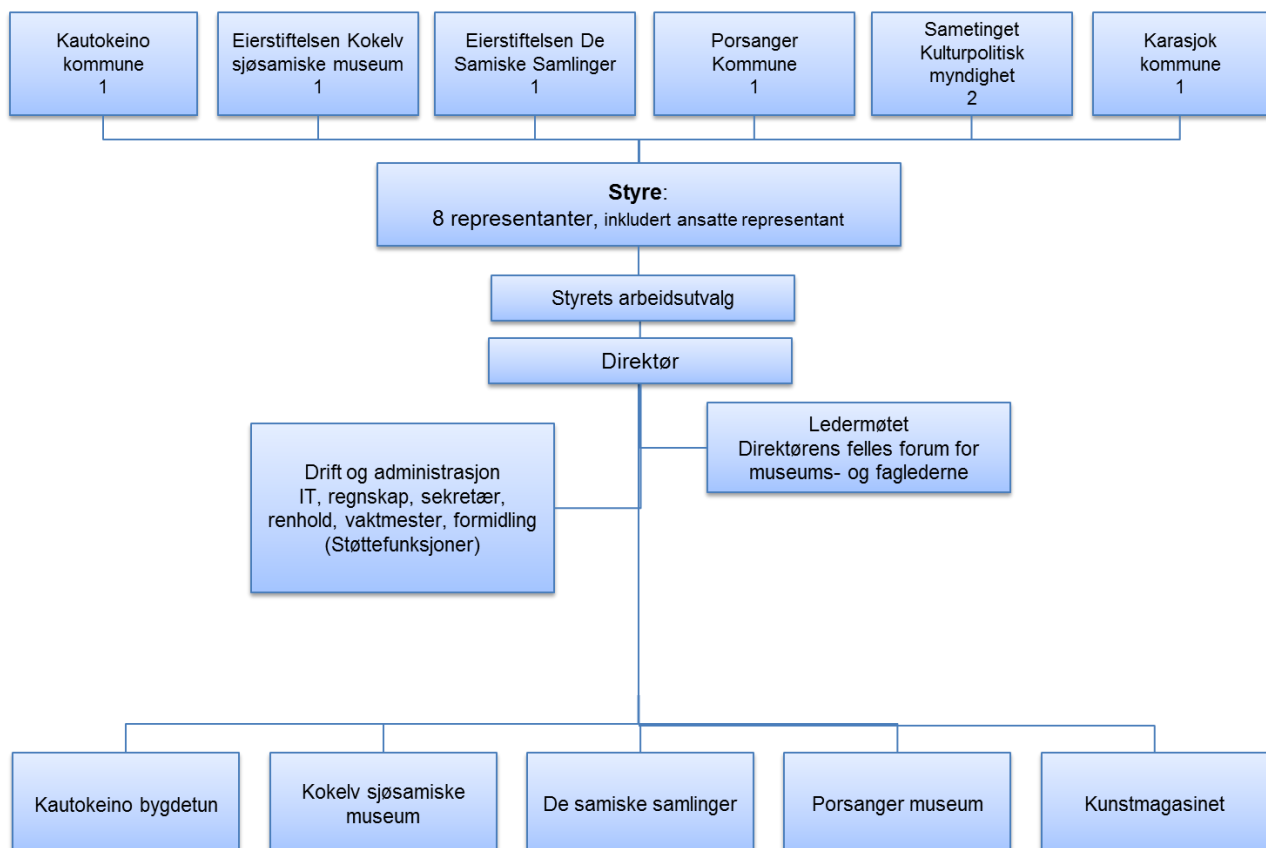 Kautokeino
kommune
1
Eierstiftelsen Kokelv
sjøsamiske museum
1
Eierstiftelsen De
Samiske Samlinger
1
Porsanger
Kommune
1
Sametinget
Kulturpolitisk
myndighet
2
Karasjok
kommune
1
Styre:
8 representanter, inkludert ansatte representant
Styrets arbeidsutvalg
Direktør
Ledermøtet
Direktørens felles forum for
museums- og faglederne
Drift og administrasjon
IT, regnskap, sekretær,
renhold, vaktmester, formidling
(Støttefunksjoner)
Kautokeino bygdetun
Kokelv sjøsamiske
museum
De samiske samlinger
Porsanger museum
Kunstmagasinet